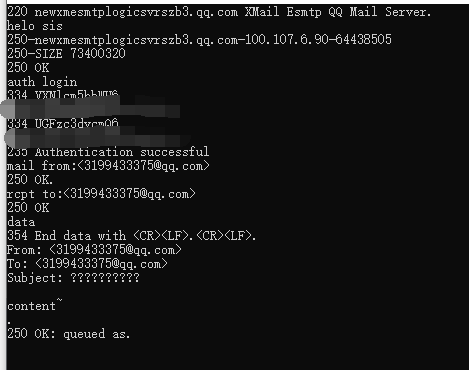 220 newxmesmtplogicsvrszb3.qq.com XMail Esmtp QQ Mail Server.
helo sis
250-newxmesmtplogicsvrszb3.qq.com-100.107.6.90-64438505
250-SIZE 73400320
250 OK
auth login
334 VXNlcm5hbWU6
334 UGFzc3dvcmQ6
235 Authentication successful
mail from:<3199433375@qq.com>
250 OK.
rcpt to:<3199433375@qq.com>
250 OK
data
354 End data with <CR><LF>.<CR><LF>.
From: <3199433375@qq.com>
To: <3199433375@qq.com>
Subject: ??????????
content~
.
250 OK: queued as.